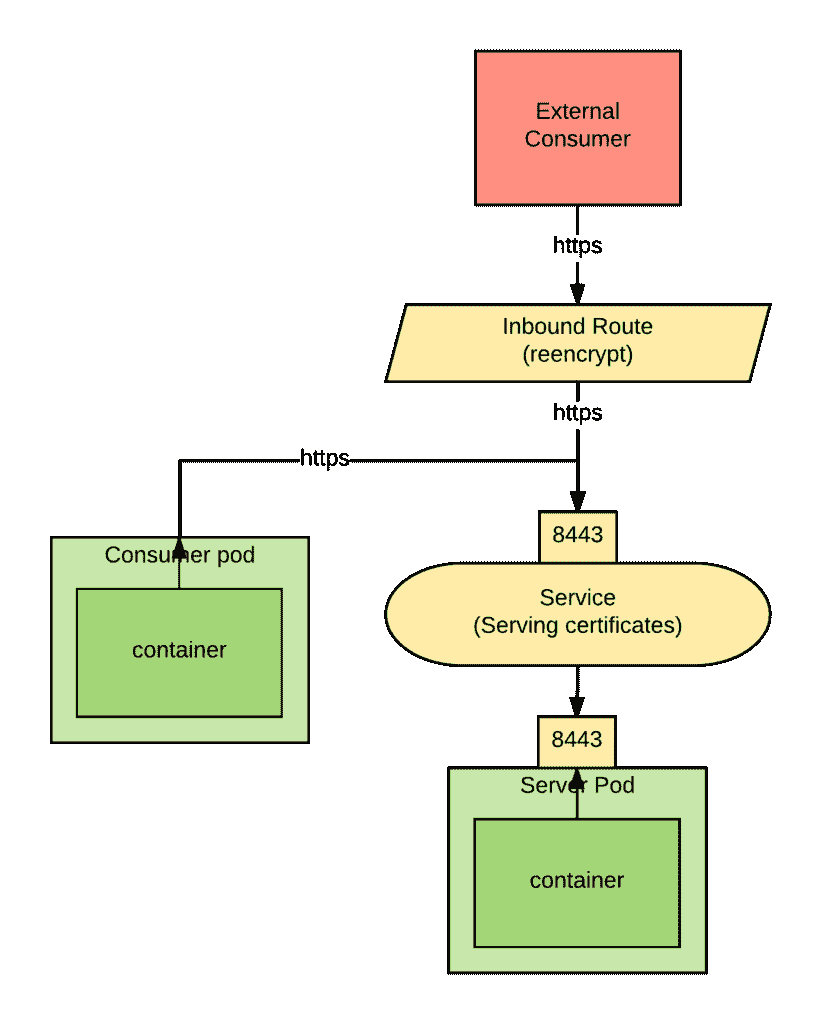 External
Consumer
https
Inbound Route
(reencrypt)
https
https
8443
Consumer pod
container
Service
(Serving certificates)
8443
Server Pod
container